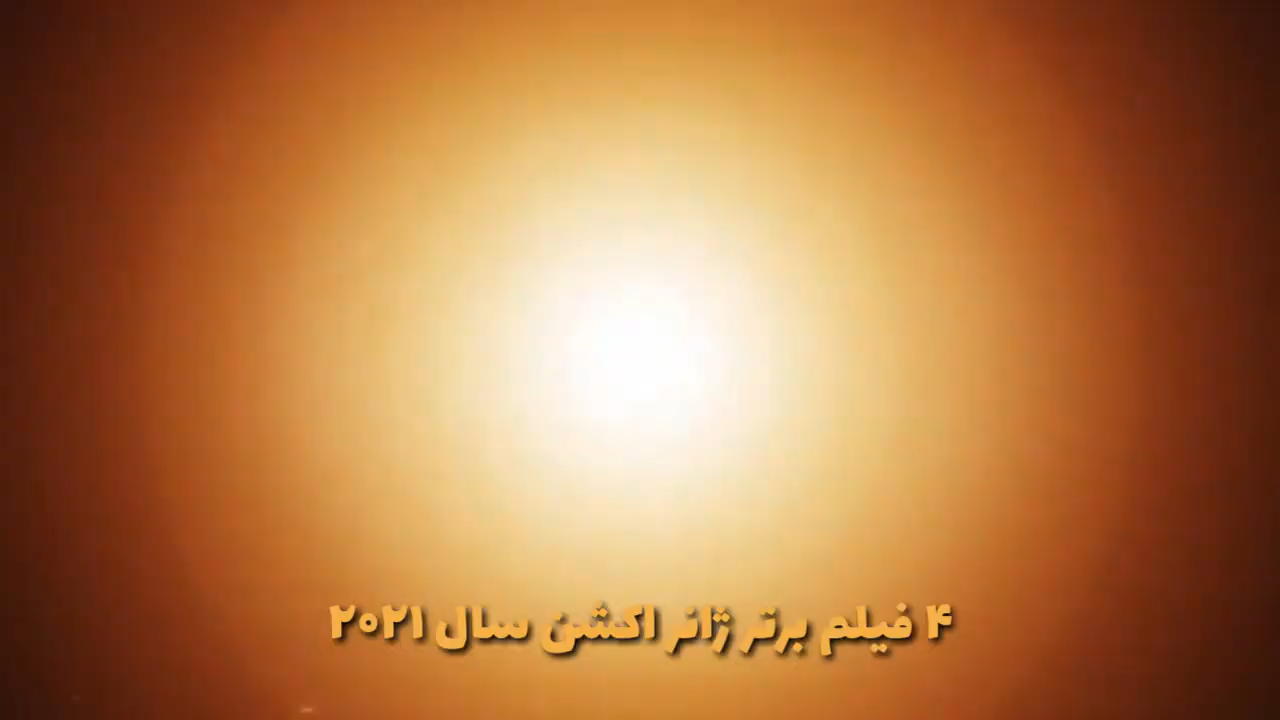 ۴ فیلم برتر ژانر اکشن سال ۲۰۲۱